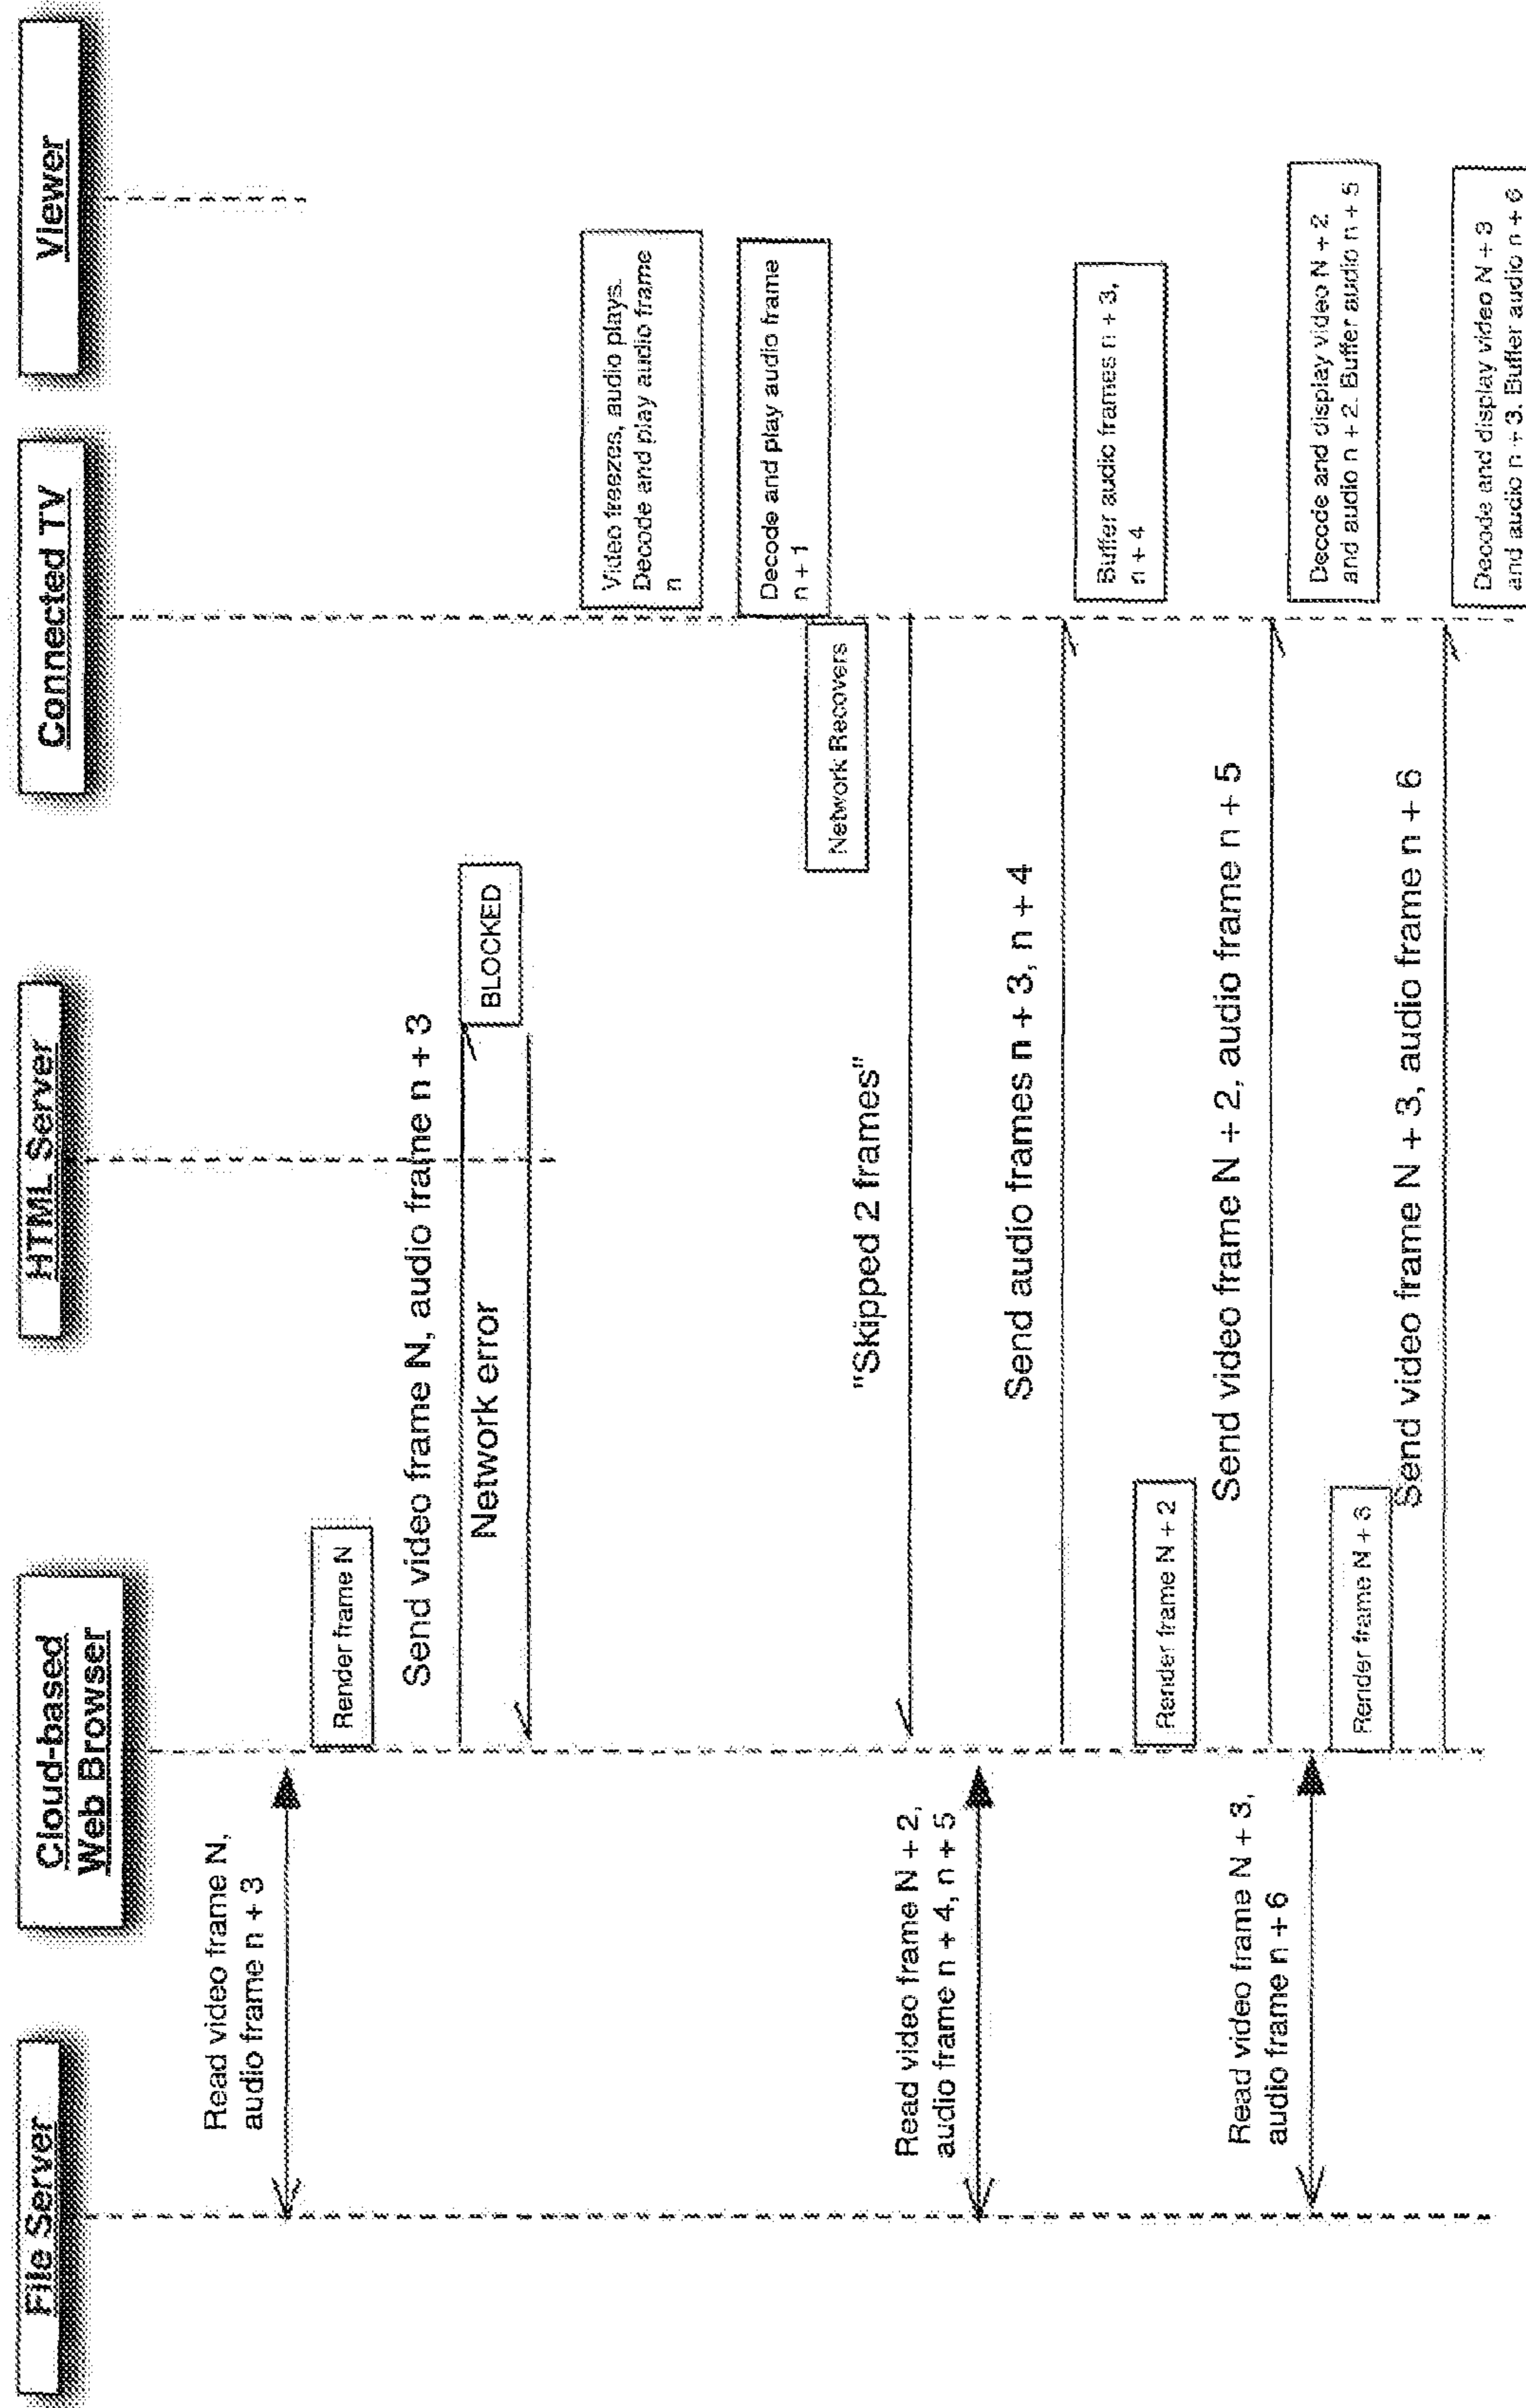 File Server
Cloud-based
Web Browser
HTML Server
Connected TV
Viewer
Read video frame N,
audio frame n + 3
Render frame N
Send video frame N, audio frame n + 3
BLOCKED
Network error
Video freezes, audio plays.
Decode and play audio frame
n
Decode and play audio frame
n + 1
Network Recovers
"Skipped 2 frames"
Read video frame N + 2,
audio frame n + 4, n + 5
Send audio frames n + 3, n + 4
Buffer audio frames n + 3,
n + 4
Render frame N + 2
Send video frame N + 2, audio frame n + 5
Decode and display video N + 2
and audio n + 2. Buffer audio n + 5
Read video frame N + 3,
audio frame n + 6
Render frame N + 3
Send video frame N + 3, audio frame n + 6
Decode and display video N + 3
and audio n + 3. Buffer audio n + 6